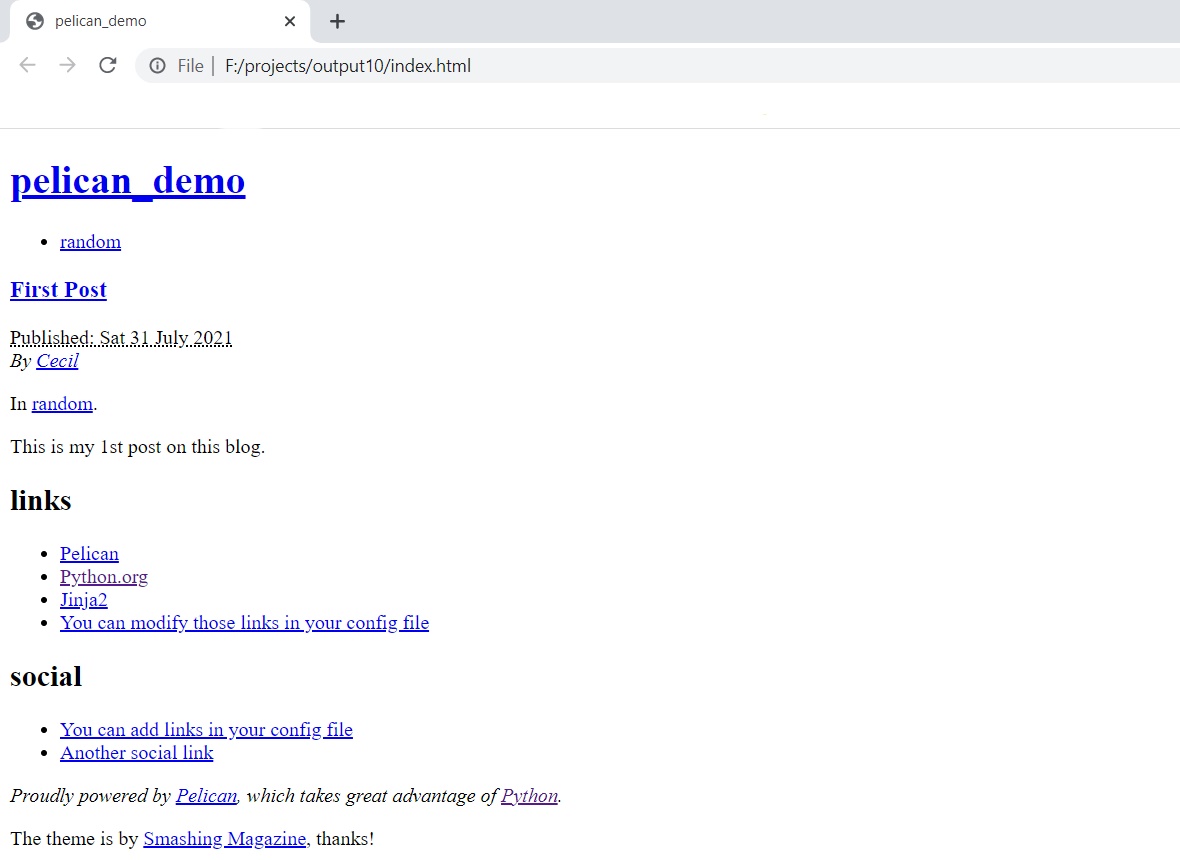 pelican_demo
File | F:/projects/output10/index.html
pelican_demo
random
First Post
Published: Sat 31 July 2021
By Cecil
In random.
This is my 1st post on this blog.
links
Pelican
Python.org
Jinja2
You can modify those links in your config file
social
You can add links in your config file
Another social link
Proudly powered by Pelican, which takes great advantage of Python.
The theme is by Smashing Magazine, thanks!